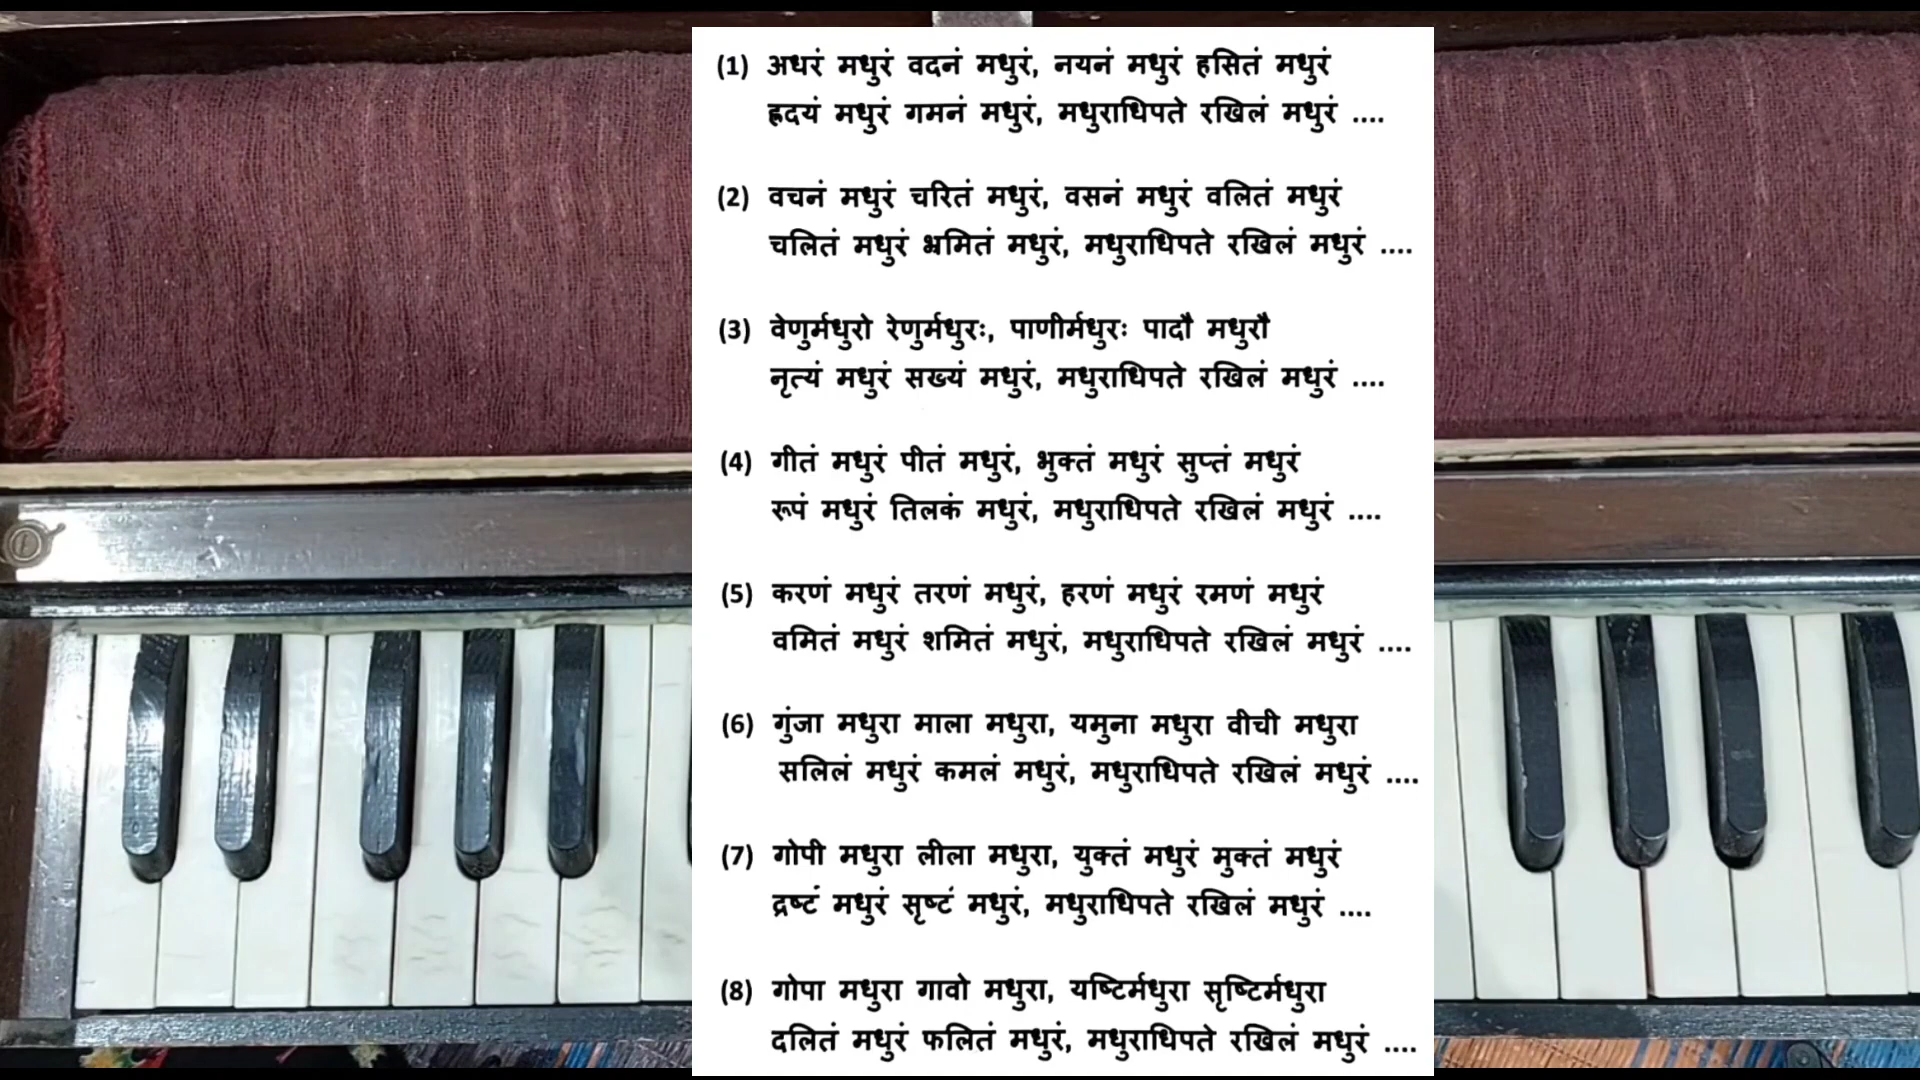 (1) अधरं मधुरं वदनं मधुरं, नयनं मधुरं हसितं मधुरं
ह्रदयं मधुरं गमनं मधुरं, मधुराधिपते रखिलं मधुरं ....
(2) वचनं मधुरं चरितं मधुरं, वसनं मधुरं वलितं मधुरं
चलितं मधुरं भ्रमितं मधुरं, मधुराधिपते रखिलं मधुरं ....
(3) वेणुर्मधुरो रेणुर्मधुरः, पाणीर्मधुरः पादौ मधुरौ
नृत्यं मधुरं सख्यं मधुरं, मधुराधिपते रखिलं मधुरं ....
(4) गीतं मधुरं पीतं मधुरं, भुक्तं मधुरं सुप्तं मधुरं
रूपं मधुरं तिलकं मधुरं, मधुराधिपते रखिलं मधुरं ....
(5) करणं मधुरं तरणं मधुरं, हरणं मधुरं रमणं मधुरं
वमितं मधुरं शमितं मधुरं, मधुराधिपते रखिलं मधुरं ....
(6) गुंजा मधुरा माला मधुरा, यमुना मधुरा वीची मधुरा
सलिलं मधुरं कमलं मधुरं, मधुराधिपते रखिलं मधुरं ....
(7) गोपी मधुरा लीला मधुरा, युक्तं मधुरं मुक्तं मधुरं
द्रष्टं मधुरं सृष्टं मधुरं, मधुराधिपते रखिलं मधुरं ....
(8) गोपा मधुरा गावो मधुरा, यष्टिर्मधुरा सृष्टिर्मधुरा
दलितं मधुरं फलितं मधुरं, मधुराधिपते रखिलं मधुरं ....